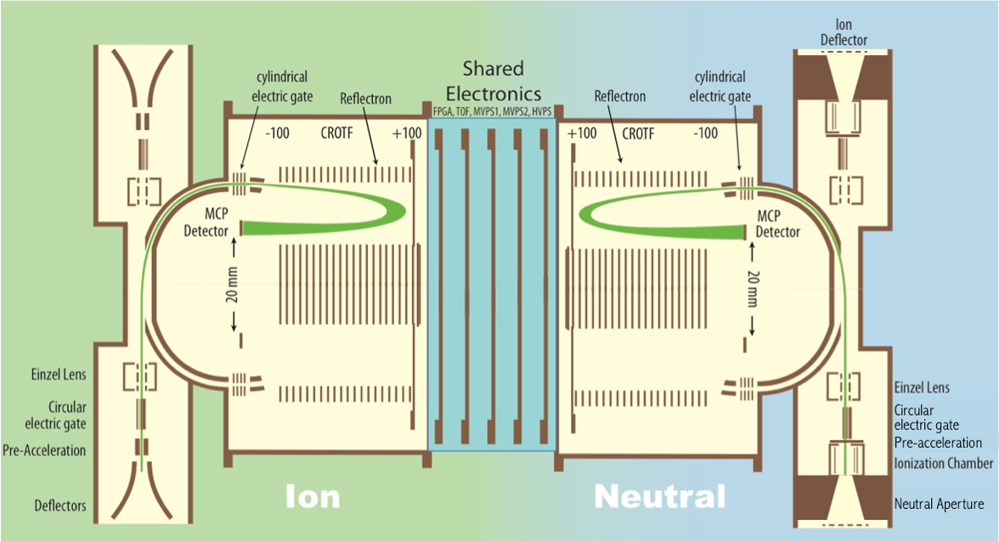 Ion
Deflector
Shared
Electronics
FPGA, TOF, MVPS1, MVPS2, HVPS
cylindrical
electric gate
Reflectron
-100 CROTF +100
MCP
Detector
20 mm
Reflectron
cylindrical
electric gate
+100 CROTF -100
MCP
Detector
20 mm
Einzel Lens
Circular
electric gate
Pre-Acceleration
Deflectors
Einzel Lens
Circular
electric gate
Pre-acceleration
Ionization Chamber
Neutral Aperture
Ion
Neutral